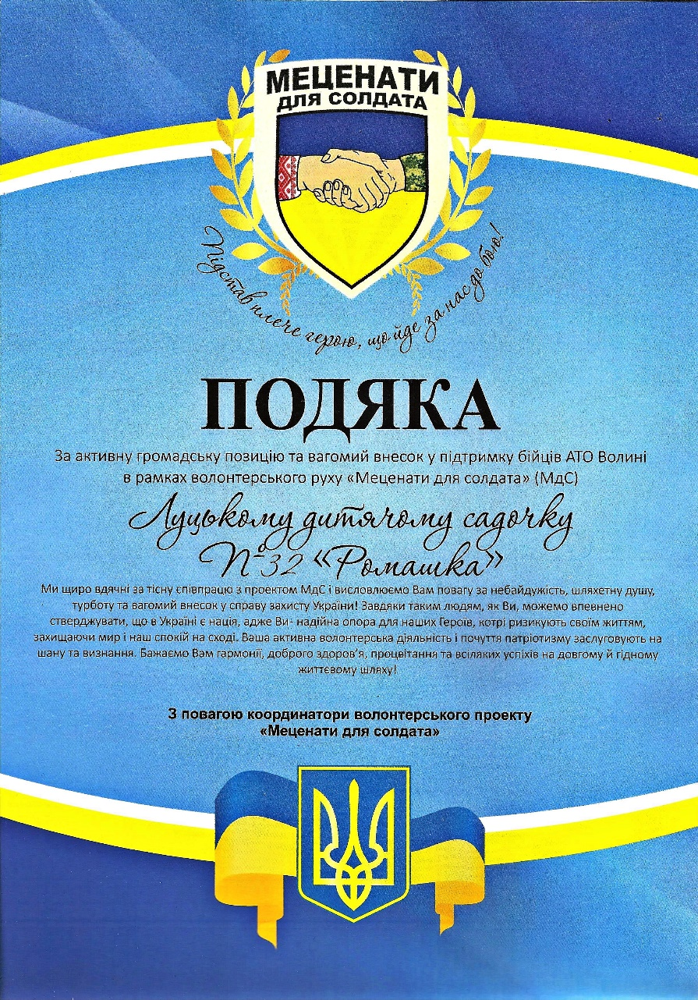 МЕЦЕНАТИ
ДЛЯ СОЛДАТА
Підстав плече герою, що йде за нас до бою!
ПОДЯКА
За активну громадську позицію та вагомий внесок у підтримку бійців АТО Волині
в рамках волонтерського руху «Меценати для солдата» (МдС)
Луцькому дитячому садочку
№32 «Ромашка»
Ми щиро вдячні за тісну співпрацю з проектом МдС і висловлюємо Вам повагу за небайдужість, шляхетну душу,
турботу та вагомий внесок у справу захисту України! Завдяки таким людям, як Ви, можемо впевнено
стверджувати, що в Україні є нація, адже Ви- надійна опора для наших Героїв, котрі ризикують своїм життям,
захищаючи мир і наш спокій на сході. Ваша активна волонтерська діяльність і почуття патріотизму заслуговують на
шану та визнання. Бажаємо Вам гармонії, доброго здоров’я, процвітання та всіляких успіхів на довгому й гідному
життєвому шляху!
З повагою координатори волонтерського проекту
«Меценати для солдата»